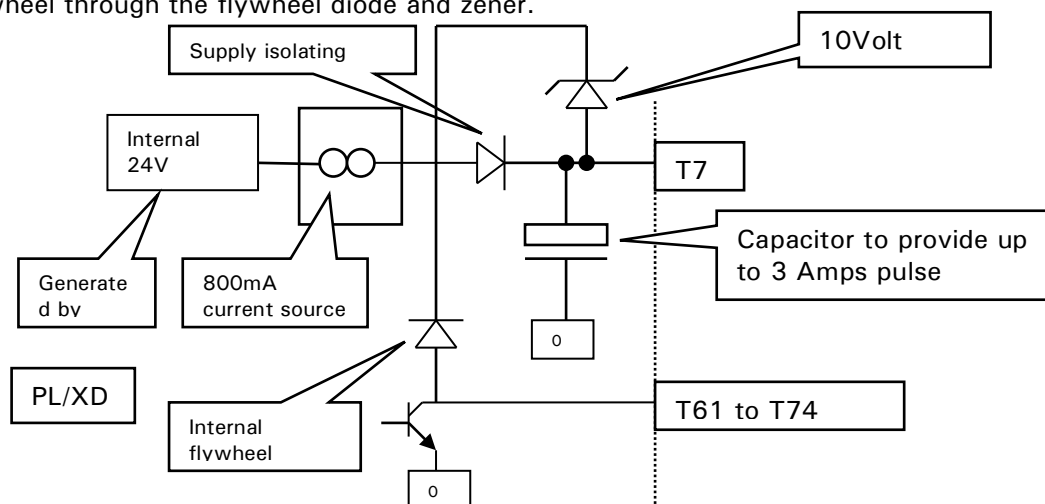 wheel through the flywheel diode and zener.
Supply isolating
10Volt
Internal
24V
T7
Capacitor to provide up
to 3 Amps pulse
Generate
d by
800mA
current source
0
PL/XD
T61 to T74
Internal
flywheel
0